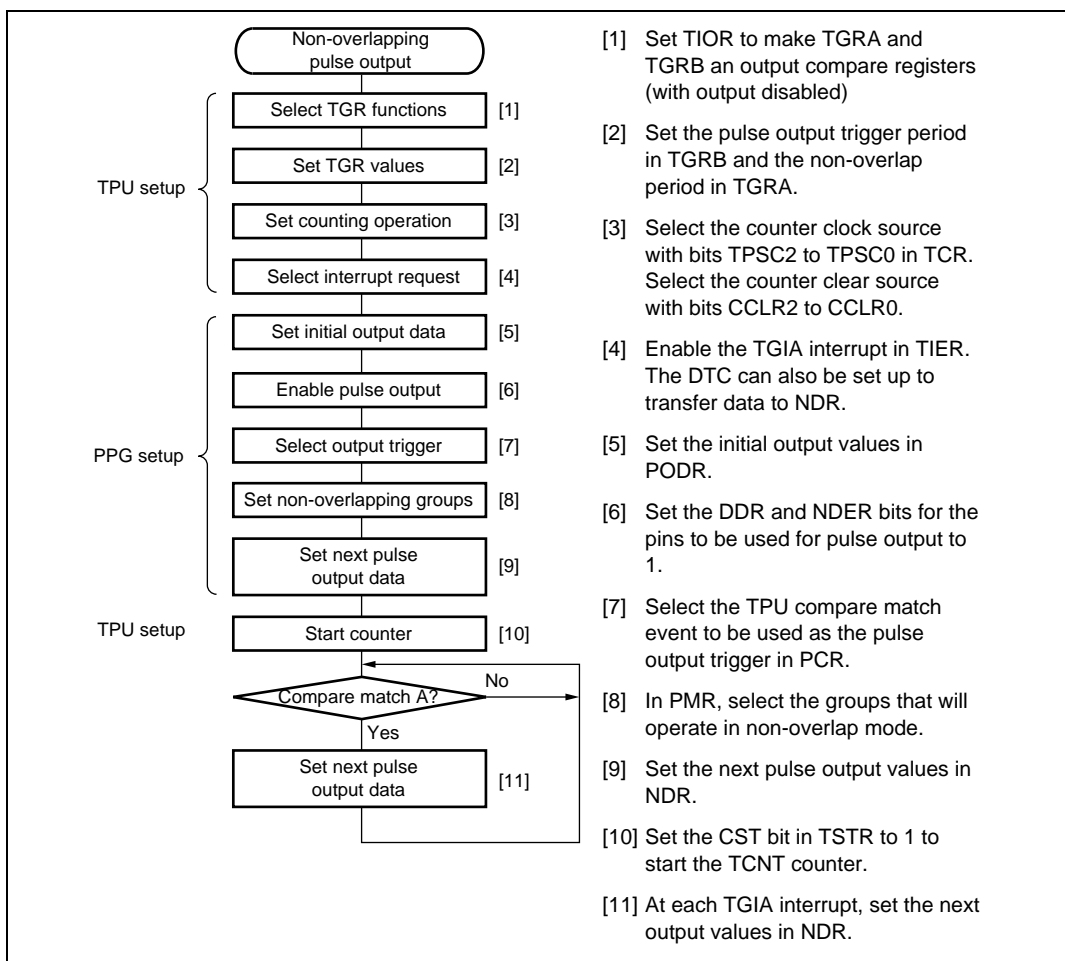 Non-overlapping
pulse output
TPU setup
Select TGR functions [1]
Set TGR values [2]
Set counting operation [3]
Select interrupt request [4]
PPG setup
Set initial output data [5]
Enable pulse output [6]
Select output trigger [7]
Set non-overlapping groups [8]
Set next pulse
output data
[9]
TPU setup
Start counter [10]
Compare match A?
No
Yes
Set next pulse
output data
[11]
[1] Set TIOR to make TGRA and
TGRB an output compare registers
(with output disabled)
[2] Set the pulse output trigger period
in TGRB and the non-overlap
period in TGRA.
[3] Select the counter clock source
with bits TPSC2 to TPSC0 in TCR.
Select the counter clear source
with bits CCLR2 to CCLR0.
[4] Enable the TGIA interrupt in TIER.
The DTC can also be set up to
transfer data to NDR.
[5] Set the initial output values in
PODR.
[6] Set the DDR and NDER bits for the
pins to be used for pulse output to
1.
[7] Select the TPU compare match
event to be used as the pulse
output trigger in PCR.
[8] In PMR, select the groups that will
operate in non-overlap mode.
[9] Set the next pulse output values in
NDR.
[10] Set the CST bit in TSTR to 1 to
start the TCNT counter.
[11] At each TGIA interrupt, set the next
output values in NDR.